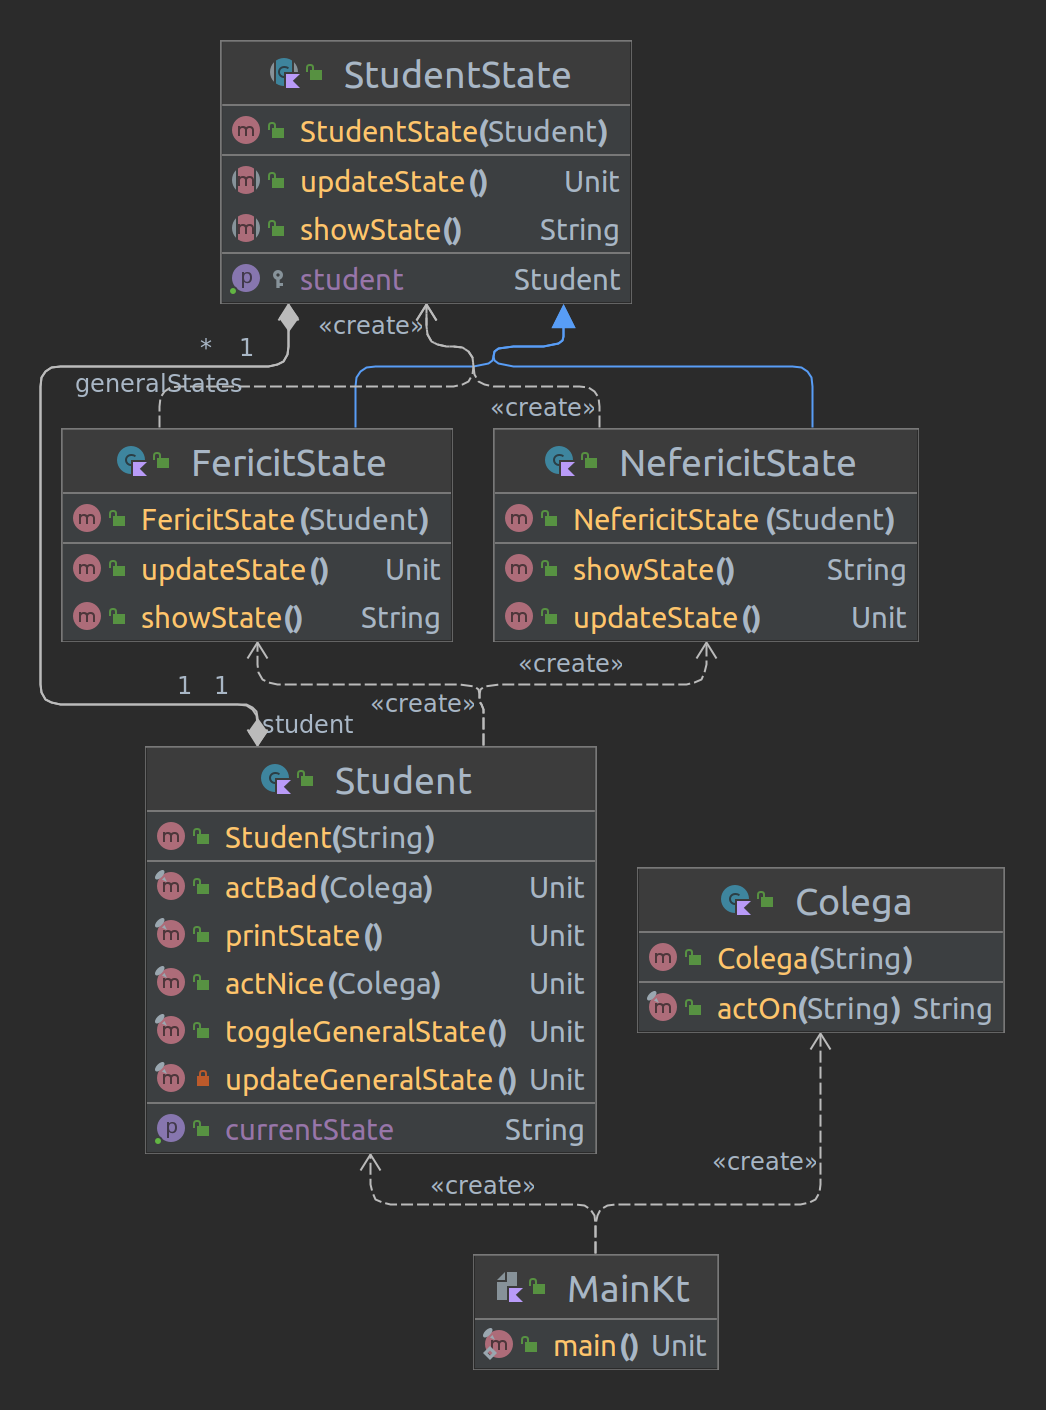 StudentState
StudentState(Student)
updateState() Unit
showState() String
student Student
«create»
* 1
generalStates
«create»
FericitState
FericitState(Student)
updateState() Unit
showState() String
NefericitState
NefericitState(Student)
showState() String
updateState() Unit
«create»
1 1
«create»
student
Student
Student(String)
actBad(Colega) Unit
printState() Unit
actNice(Colega) Unit
toggleGeneralState() Unit
updateGeneralState() Unit
currentState String
Colega
Colega(String)
actOn(String) String
«create»
«create»
MainKt
main() Unit